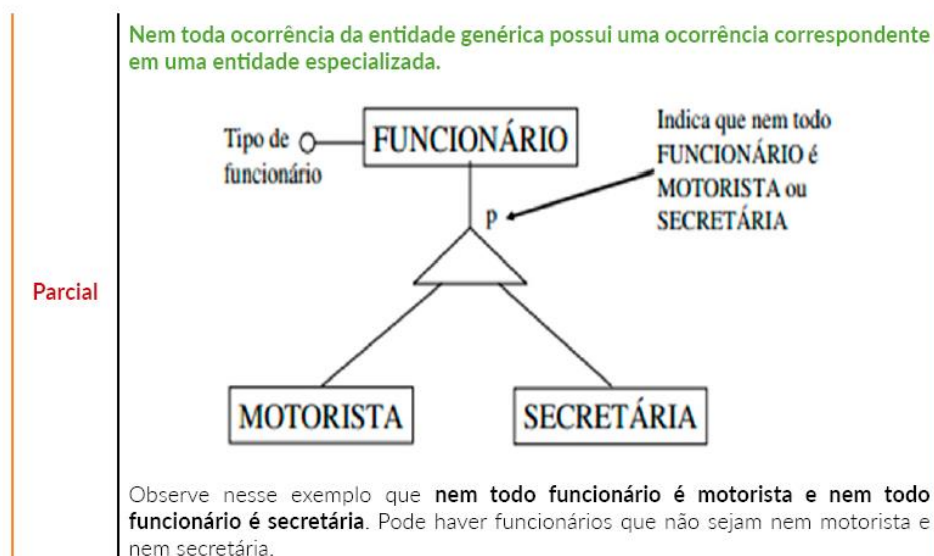 Nem toda ocorrência da entidade genérica possui uma ocorrência correspondente
em uma entidade especializada.
Tipo de
funcionário
FUNCIONÁRIO
Indica que nem todo
FUNCIONÁRIO é
MOTORISTA ou
SECRETÁRIA
p
Parcial
MOTORISTA
SECRETÁRIA
Observe nesse exemplo que nem todo funcionário é motorista e nem todo
funcionário é secretária. Pode haver funcionários que não sejam nem motorista e
nem secretária.